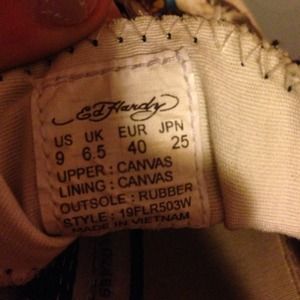 Ed Hardy
US UK EUR JPN
9 6.5 40 25
UPPER : CANVAS
LINING : CANVAS
OUTSOLE : RUBBER
STYLE : 19FLR503W
MADE IN VIETNAM